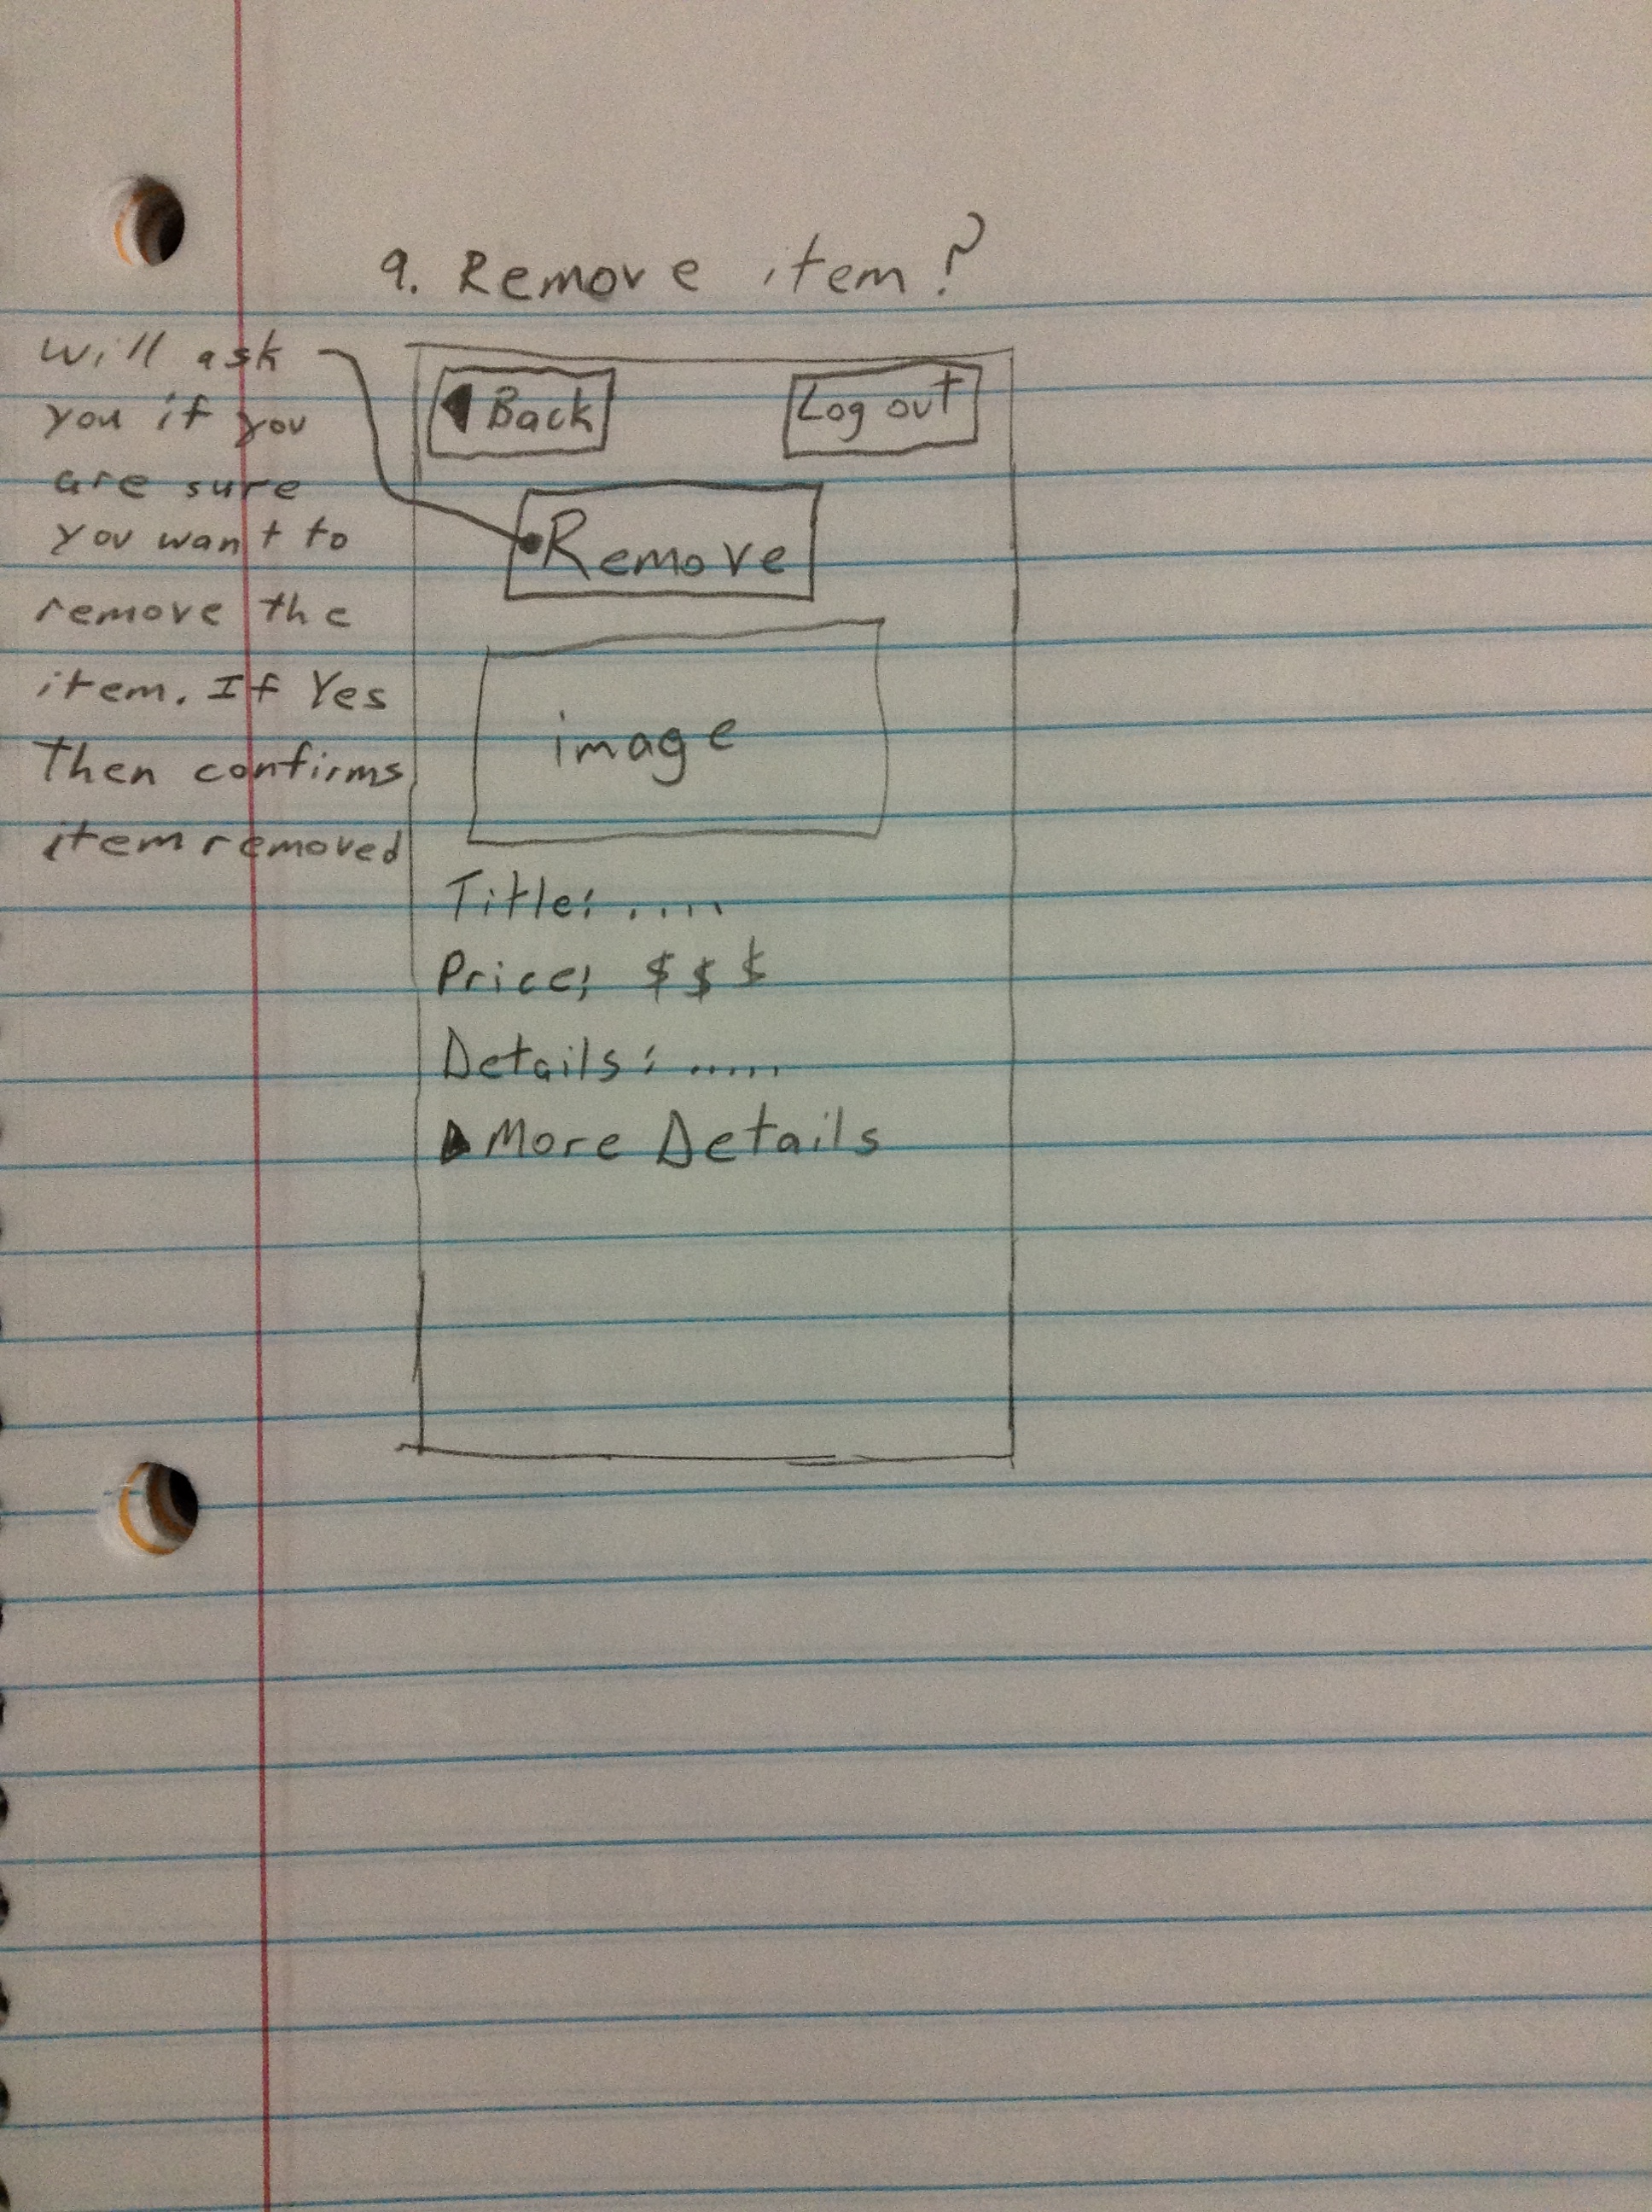 9. Remove item?
will ask
you if you
are sure
you want to
remove the
item. If Yes
Then confirms
item removed
◀ Back
Log out
Remove
image
Title: ....
Price: $ $ $
Details: .....
▶ More Details